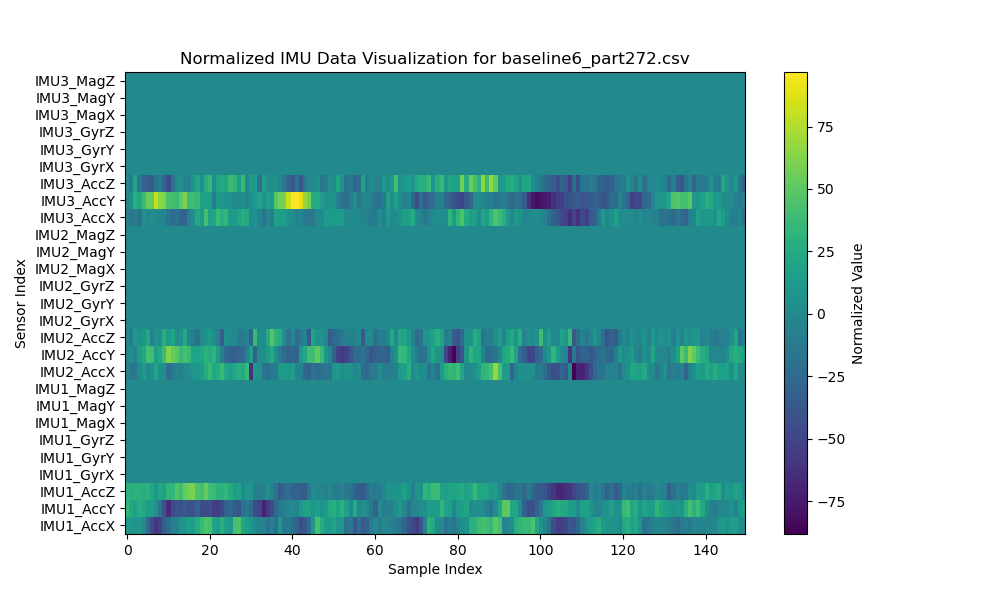 Normalized IMU Data Visualization for baseline6_part272.csv
IMU3_MagZ
IMU3_MagY
IMU3_MagX
IMU3_GyrZ
IMU3_GyrY
IMU3_GyrX
IMU3_AccZ
IMU3_AccY
IMU3_AccX
IMU2_MagZ
IMU2_MagY
IMU2_MagX
IMU2_GyrZ
IMU2_GyrY
IMU2_GyrX
IMU2_AccZ
IMU2_AccY
IMU2_AccX
IMU1_MagZ
IMU1_MagY
IMU1_MagX
IMU1_GyrZ
IMU1_GyrY
IMU1_GyrX
IMU1_AccZ
IMU1_AccY
IMU1_AccX
Sensor Index
0 20 40 60 80 100 120 140
Sample Index
75
50
25
0
−25
−50
−75
Normalized Value